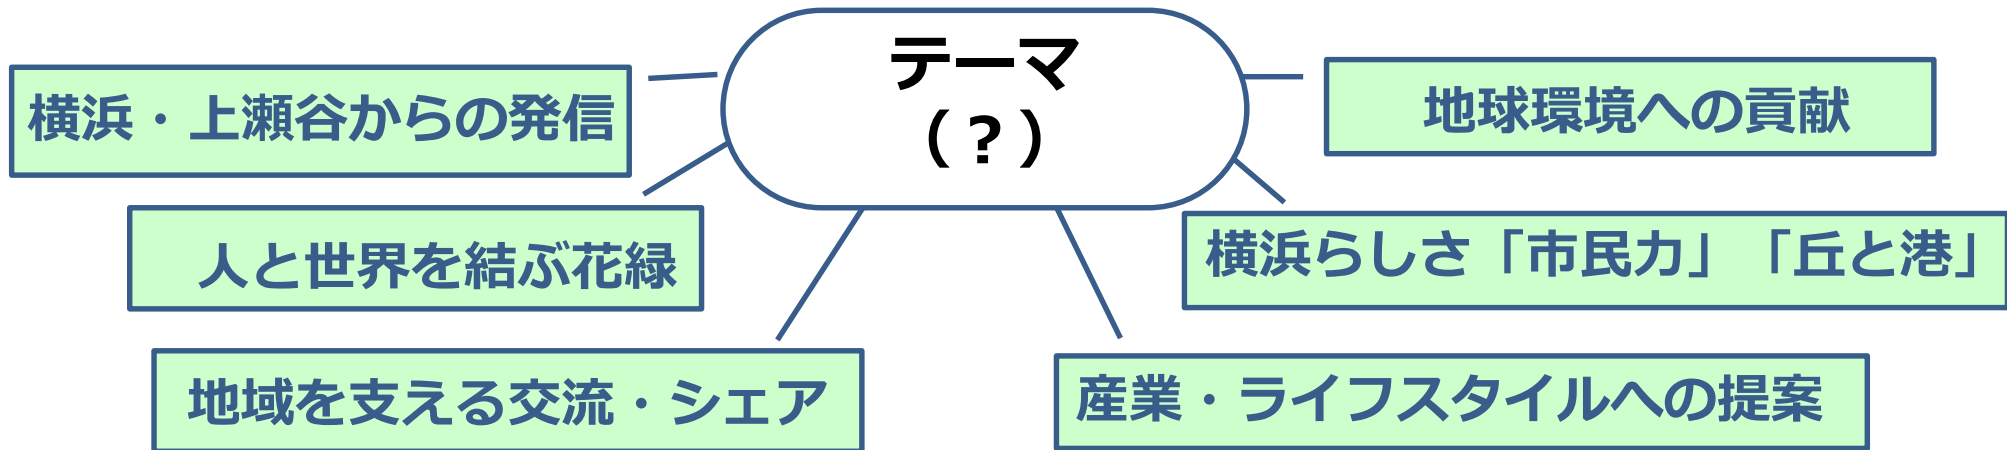 テーマ
（？）
横浜・上瀬谷からの発信
地球環境への貢献
人と世界を結ぶ花緑
横浜らしさ「市民力」「丘と港」
地域を支える交流・シェア
産業・ライフスタイルへの提案